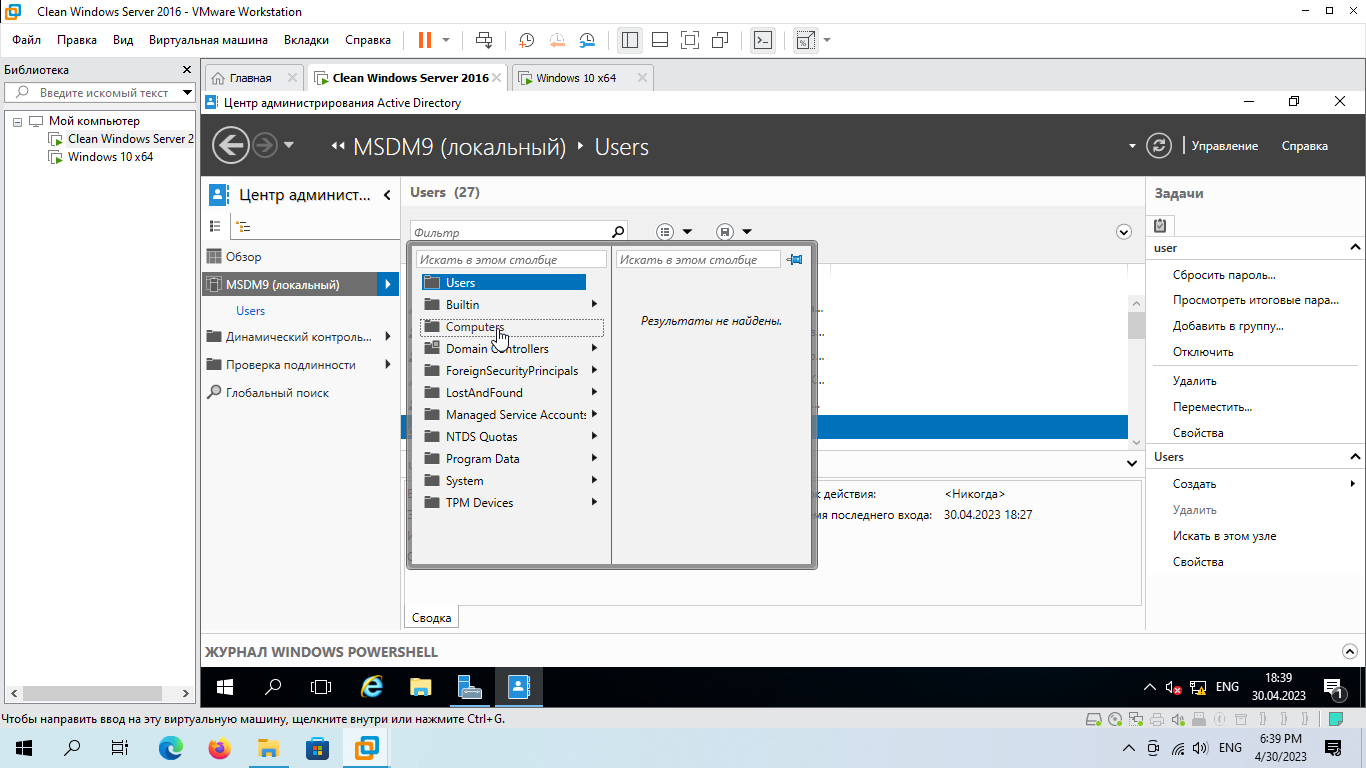 Clean Windows Server 2016 - VMware Workstation
Файл Правка Вид Виртуальная машина Вкладки Справка
Библиотека
Введите искомый текст
Мой компьютер
Clean Windows Server 2
Windows 10 x64
Главная
Clean Windows Server 2016
Windows 10 x64
Центр администрирования Active Directory
MSDM9 (локальный) Users
Управление Справка
Центр админист...
Обзор
MSDM9 (локальный)
Users
Динамический контроль...
Проверка подлинности
Глобальный поиск
Users (27)
Фильтр
Искать в этом столбце
Искать в этом столбце
Users
Builtin
Computers
Domain Controllers
ForeignSecurityPrincipals
LostAndFound
Managed Service Accounts
NTDS Quotas
Program Data
System
TPM Devices
Результаты не найдены.
действия: <Никогда>
последнего входа: 30.04.2023 18:27
Сводка
Задачи
user
Сбросить пароль...
Просмотреть итоговые пара...
Добавить в группу...
Отключить
Удалить
Переместить...
Свойства
Users
Создать
Удалить
Искать в этом узле
Свойства
ЖУРНАЛ WINDOWS POWERSHELL
ENG
18:39
30.04.2023
1
Чтобы направить ввод на эту виртуальную машину, щелкните внутри или нажмите Ctrl+G.
ENG
6:39 PM
4/30/2023